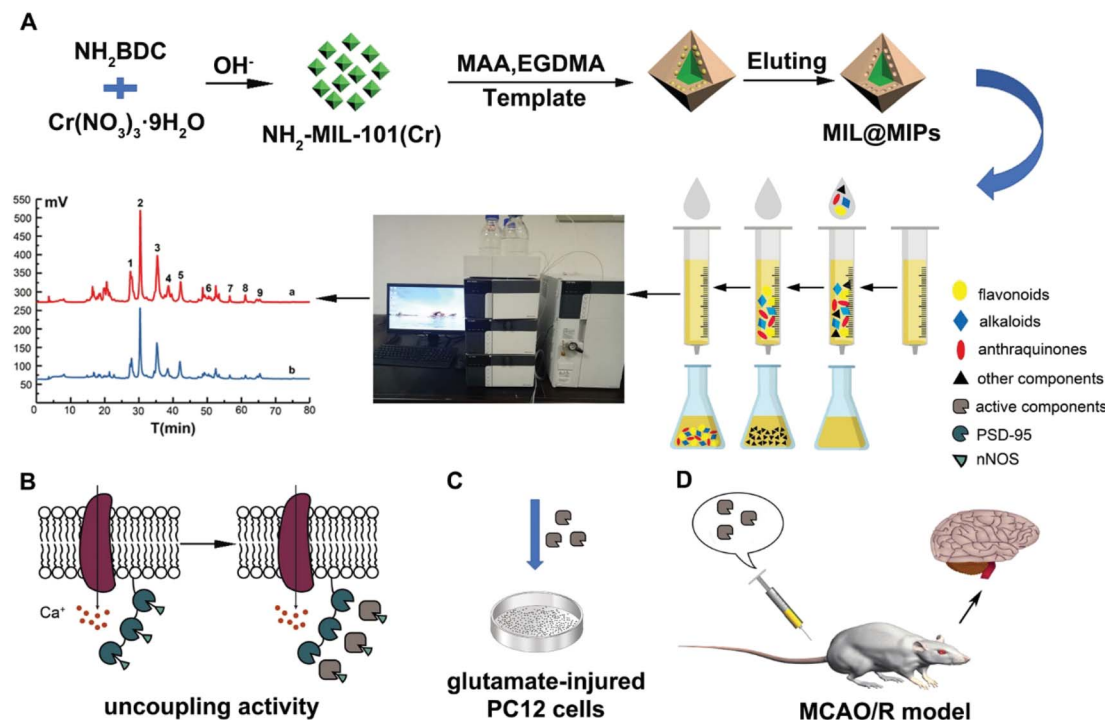 A
NH₂BDC
Cr(NO₃)₃·9H₂O
OH⁻
NH₂-MIL-101(Cr)
MAA,EGDMA
Template
Eluting
MIL@MIPs
mV
550
500
450
400
350
300
250
200
150
100
50
1
2
3
4
5
6
7
8
9
a
b
0 10 20 30 40 50 60 70 80
T(min)
flavonoids
alkaloids
anthraquinones
other components
active components
PSD-95
nNOS
B
Ca⁺
uncoupling activity
C
glutamate-injured
PC12 cells
D
MCAO/R model